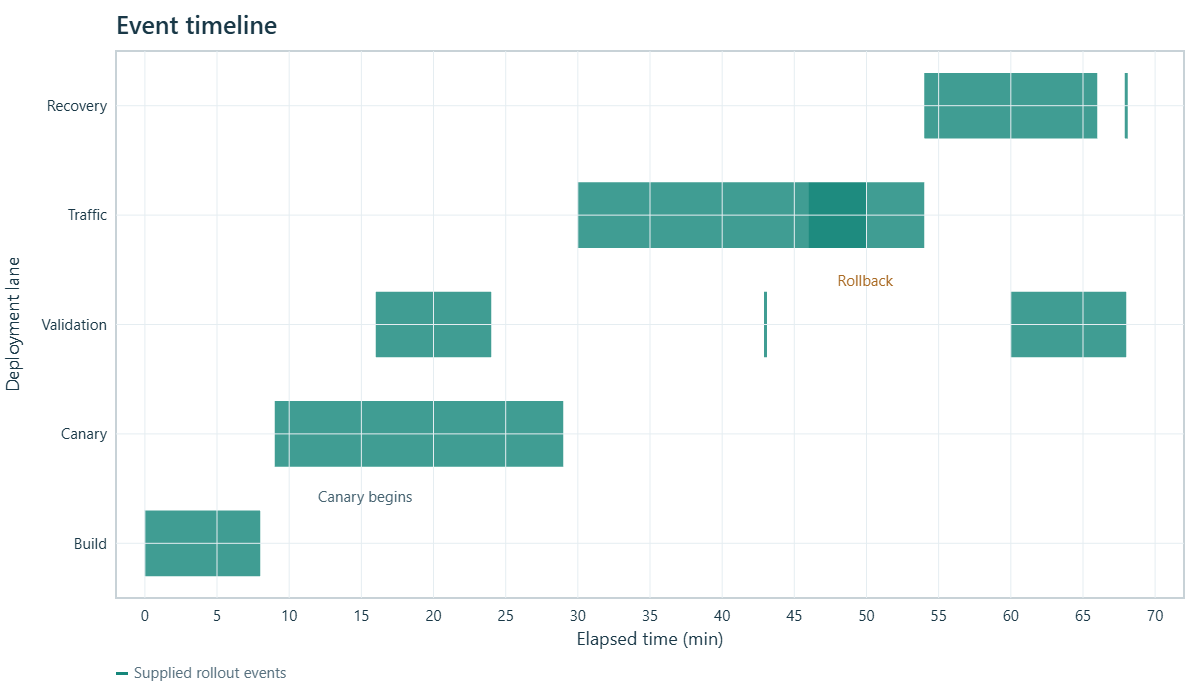 Event timeline
Recovery
Traffic
Rollback
Validation
Canary
Canary begins
Build
Deployment lane
0 5 10 15 20 25 30 35 40 45 50 55 60 65 70
Elapsed time (min)
Supplied rollout events